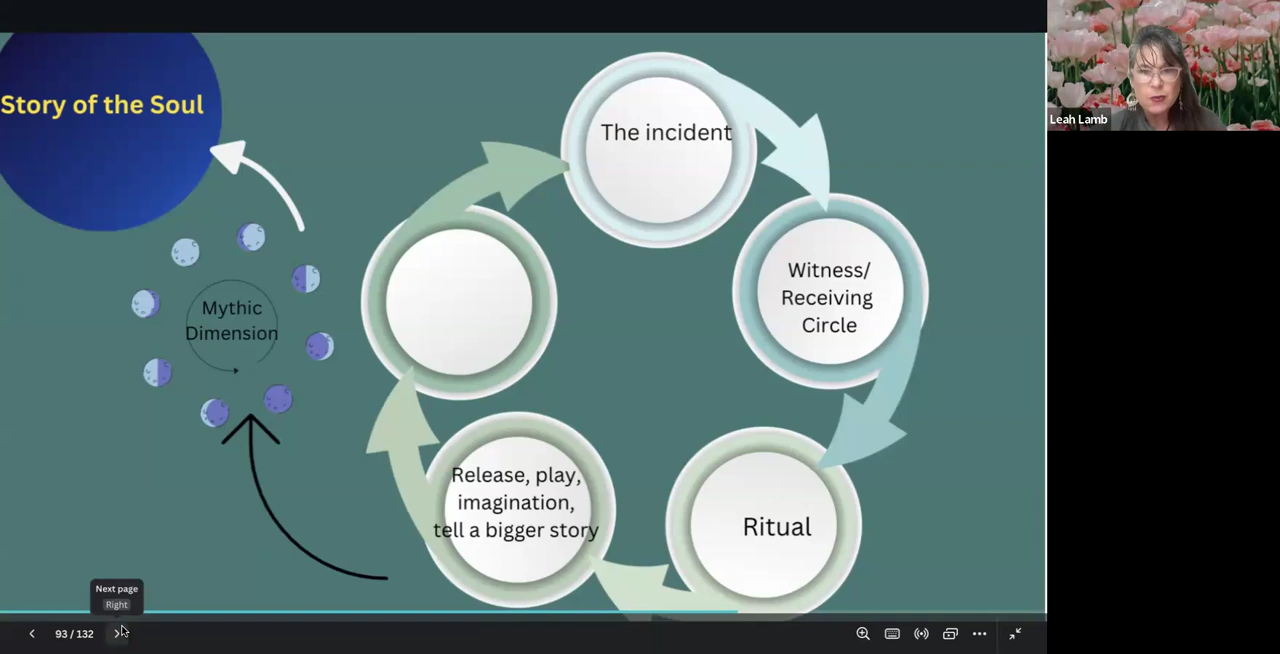 Story of the Soul
The incident
Witness/
Receiving
Circle
Ritual
Release, play,
imagination,
tell a bigger story
Mythic
Dimension
Leah Lamb
Next page
Right
93 / 132